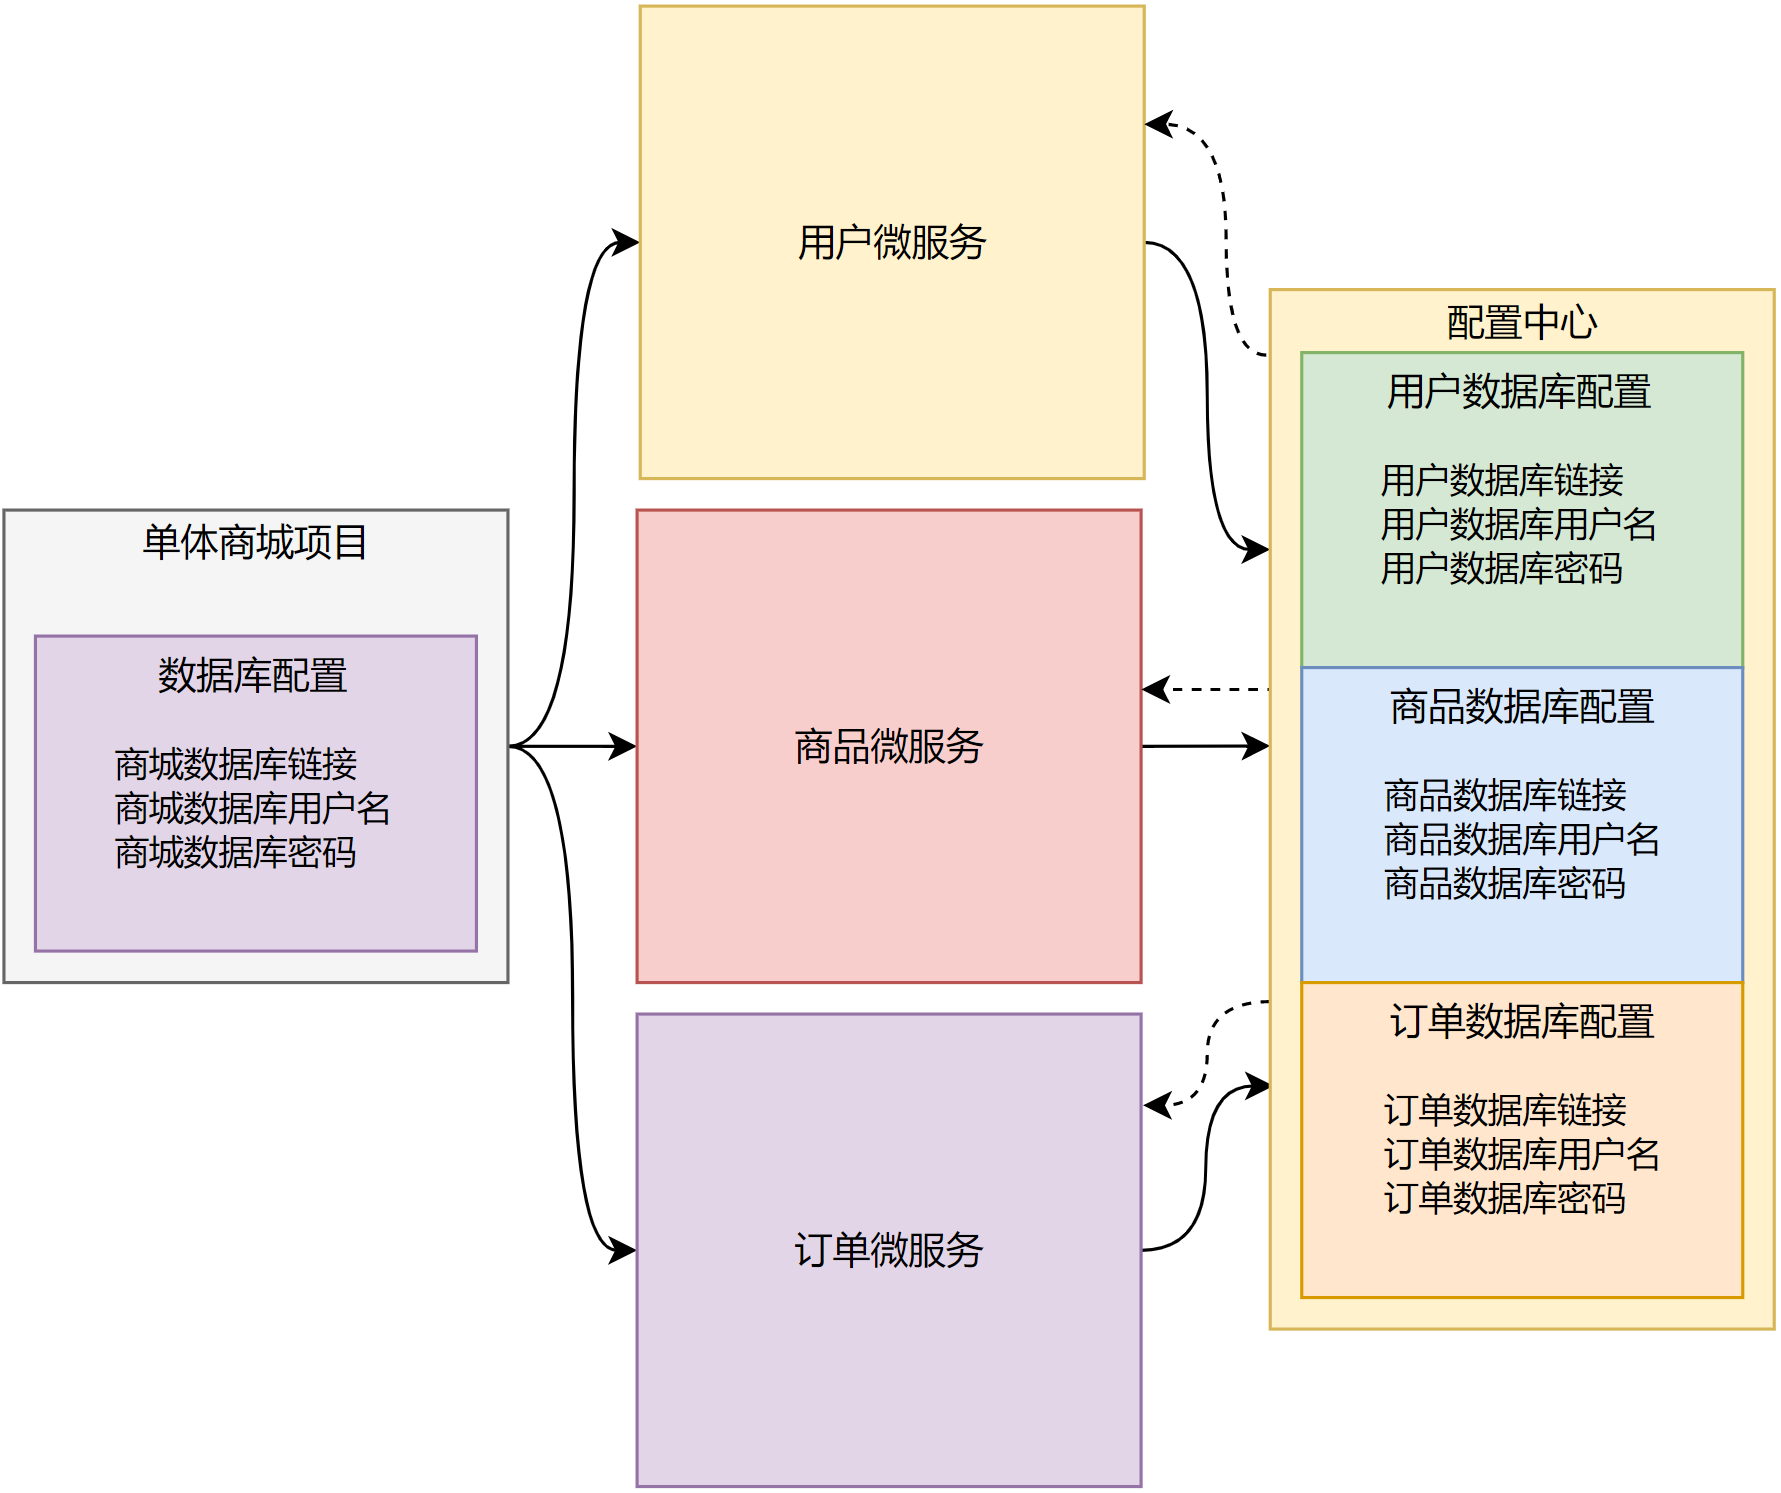 单体商城项目
数据库配置
商城数据库链接
商城数据库用户名
商城数据库密码
用户微服务
商品微服务
订单微服务
配置中心
用户数据库配置
用户数据库链接
用户数据库用户名
用户数据库密码
商品数据库配置
商品数据库链接
商品数据库用户名
商品数据库密码
订单数据库配置
订单数据库链接
订单数据库用户名
订单数据库密码